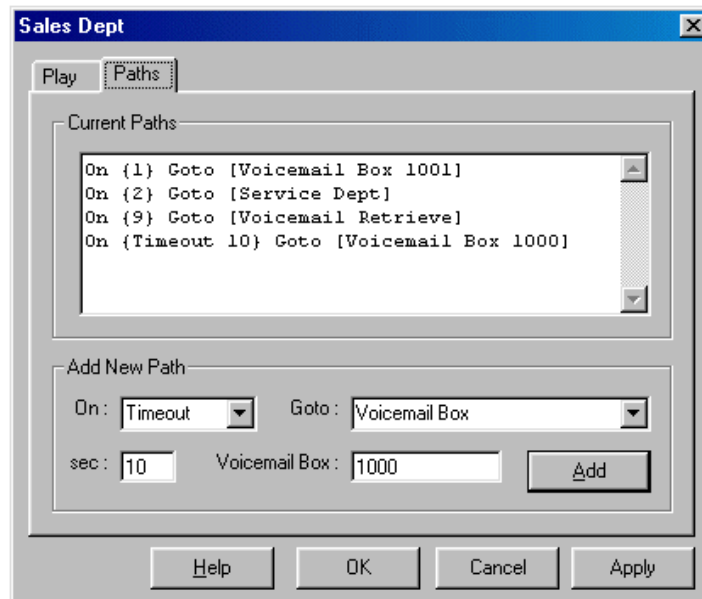 Sales Dept
Play Paths
Current Paths
On {1} Goto [Voicemail Box 1001]
On {2} Goto [Service Dept]
On {9} Goto [Voicemail Retrieve]
On {Timeout 10} Goto [Voicemail Box 1000]
Add New Path
On : Timeout Goto : Voicemail Box
sec : 10 Voicemail Box : 1000 Add
Help OK Cancel Apply